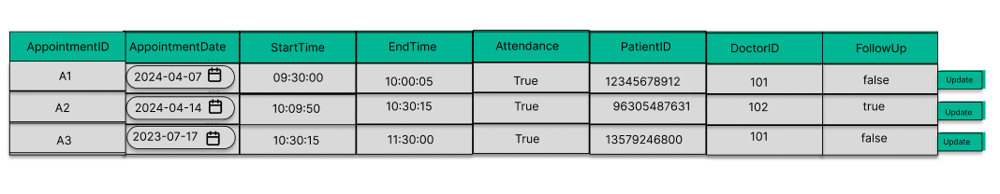 AppointmentID AppointmentDate StartTime EndTime Attendance PatientID DoctorID FollowUp
A1 2024-04-07 09:30:00 10:00:05 True 12345678912 101 false Update
A2 2024-04-14 10:09:50 10:30:15 True 96305487631 102 true Update
A3 2023-07-17 10:30:15 11:30:00 True 13579246800 101 false Update